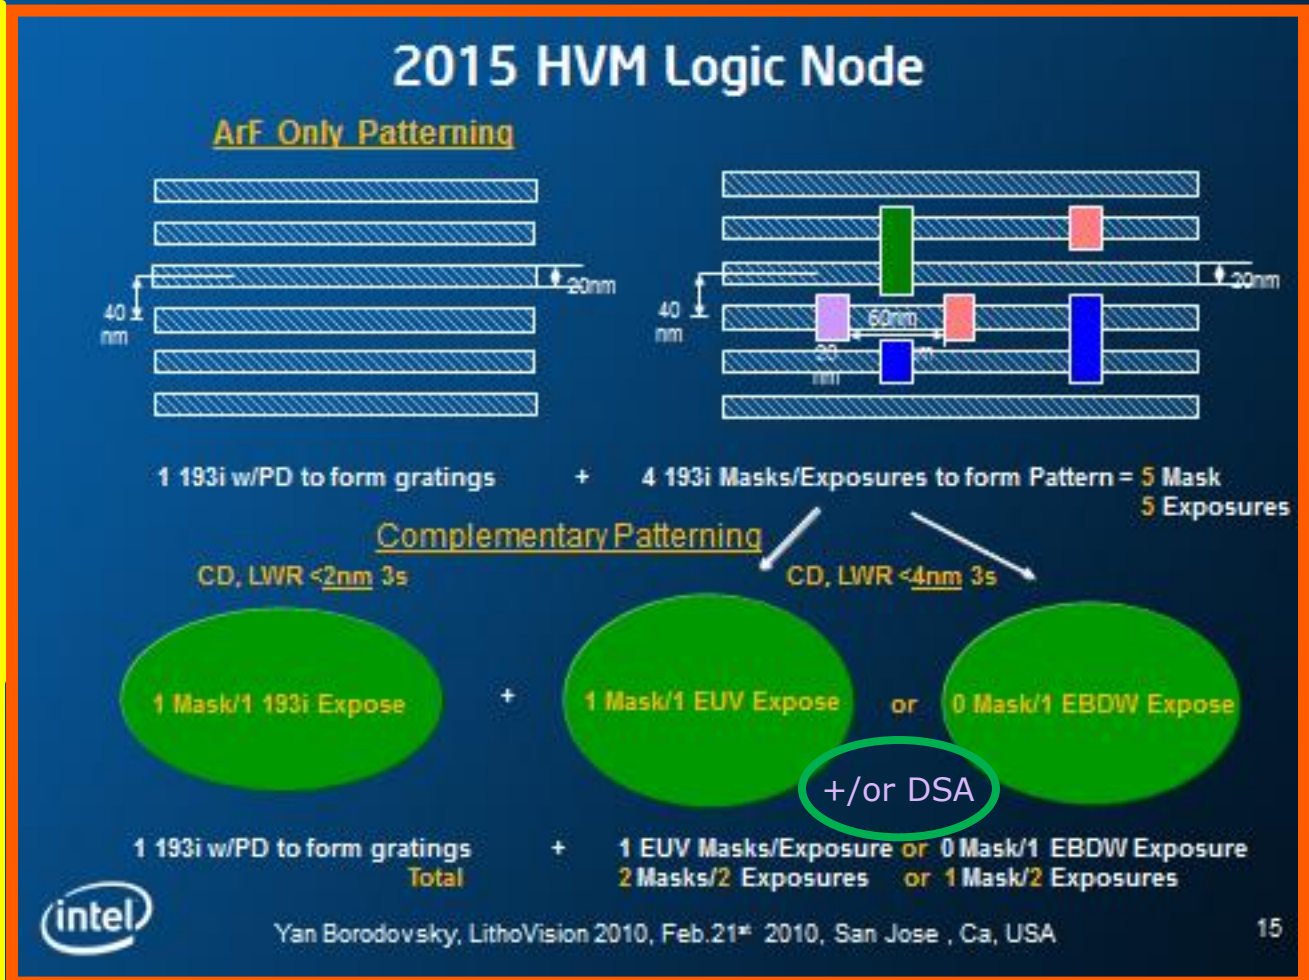 2015 HVM Logic Node
ArF Only Patterning
40
nm
20nm
40
nm
20nm
60nm
nm
1 193i w/PD to form gratings + 4 193i Masks/Exposures to form Pattern = 5 Mask
5 Exposures
Complementary Patterning
CD, LWR <2nm 3s CD, LWR <4nm 3s
1 Mask/1 193i Expose + 1 Mask/1 EUV Expose or 0 Mask/1 EBDW Expose
+/or DSA
1 193i w/PD to form gratings + 1 EUV Masks/Exposure or 0 Mask/1 EBDW Exposure
Total 2 Masks/2 Exposures or 1 Mask/2 Exposures
intel
Yan Borodovsky, LithoVision 2010, Feb.21st 2010, San Jose , Ca, USA
15